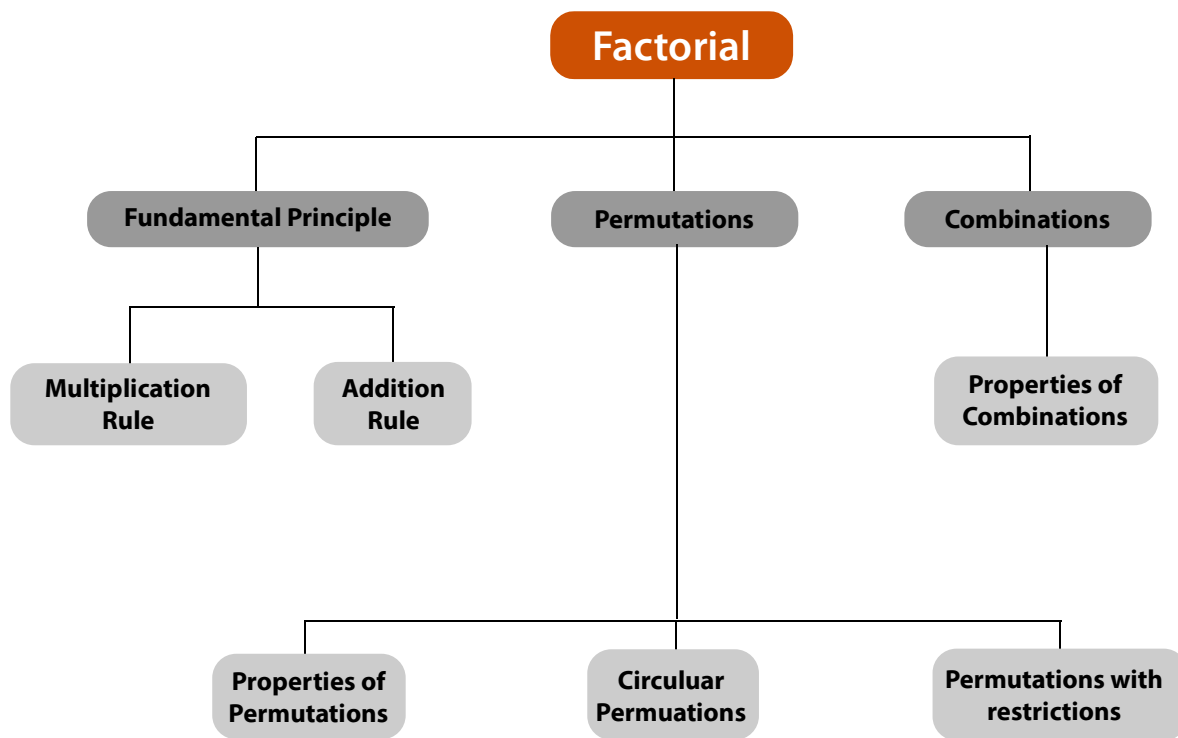 Factorial
Fundamental Principle
Permutations
Combinations
Multiplication
Rule
Addition
Rule
Properties of
Combinations
Properties of
Permutations
Circuluar
Permuations
Permutations with
restrictions